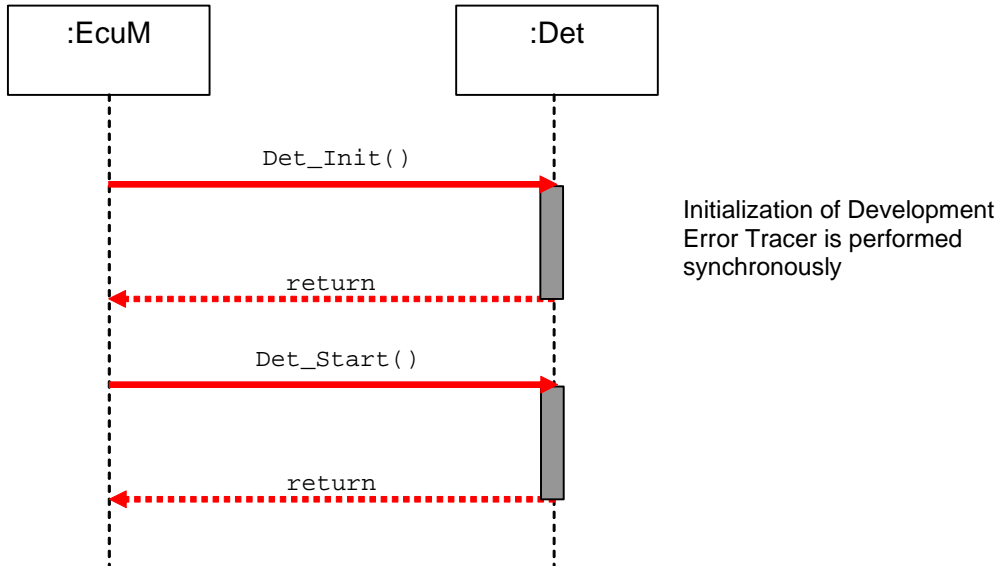 :EcuM
:Det
Det_Init()
Initialization of Development
Error Tracer is performed
synchronously
return
Det_Start()
return